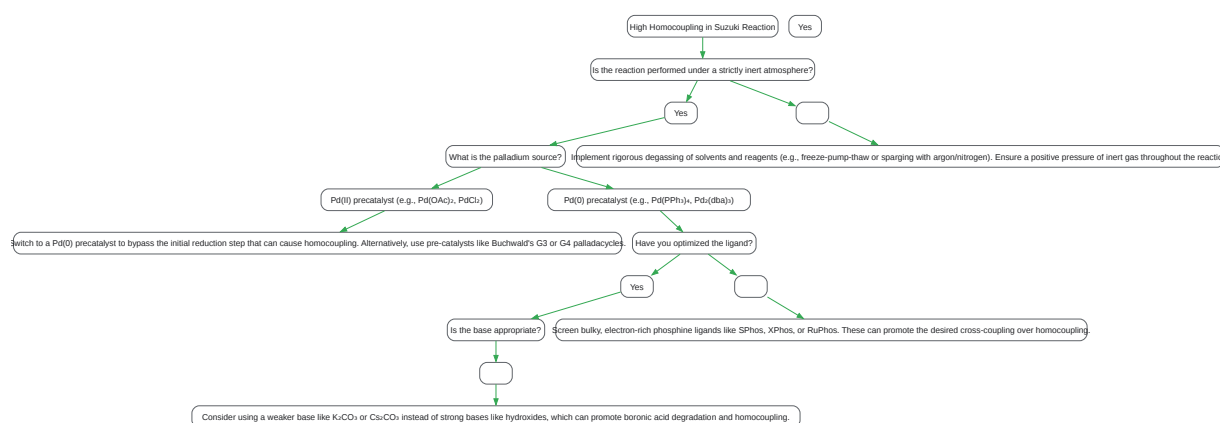 High Homocoupling in Suzuki Reaction
Yes
Is the reaction performed under a strictly inert atmosphere?
Yes
What is the palladium source?
Implement rigorous degassing of solvents and reagents (e.g., freeze-pump-thaw or sparging with argon/nitrogen). Ensure a positive pressure of inert gas throughout the
Pd(II) precatalyst (e.g., Pd(OAc)₂, PdCl₂)
Pd(0) precatalyst (e.g., Pd(PPh₃)₄, Pd₂(dba)₃)
Switch to a Pd(0) precatalyst to bypass the initial reduction step that can cause homocoupling. Alternatively, use pre-catalysts like Buchwald's G3 or G4 palladacycles.
Have you optimized the ligand?
Yes
Is the base appropriate?
Screen bulky, electron-rich phosphine ligands like SPhos, XPhos, or RuPhos. These can promote the desired cross-coupling over homocoupling.
Consider using a weaker base like K₂CO₃ or Cs₂CO₃ instead of strong bases like hydroxides, which can promote boronic acid degradation and homocoupling.